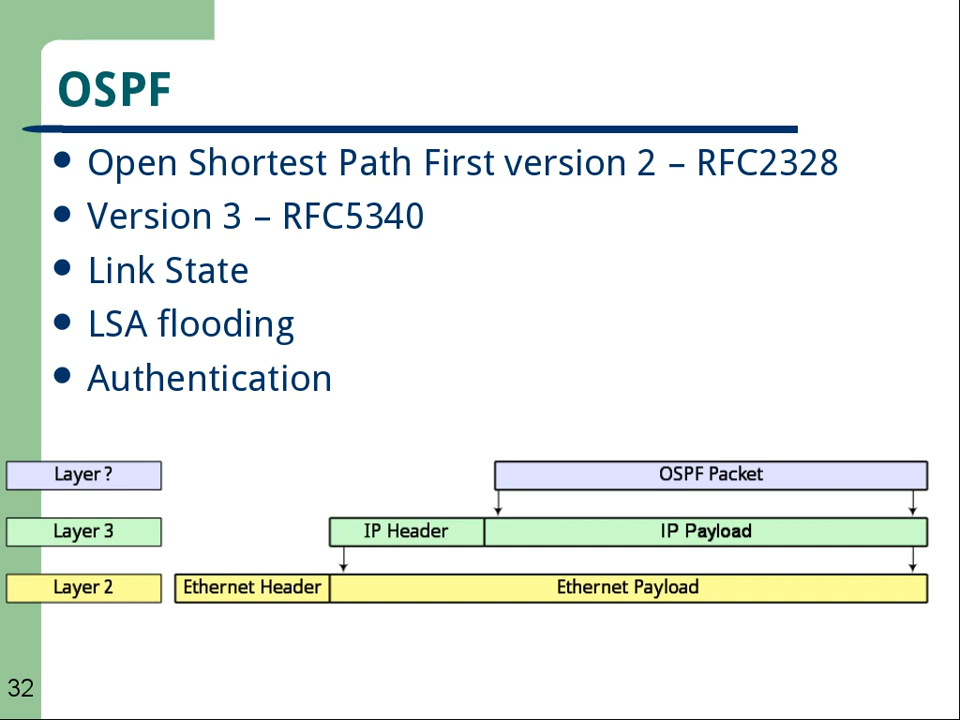 OSPF
Open Shortest Path First version 2 – RFC2328
Version 3 – RFC5340
Link State
LSA flooding
Authentication
Layer ? OSPF Packet
Layer 3 IP Header IP Payload
Layer 2 Ethernet Header Ethernet Payload
32